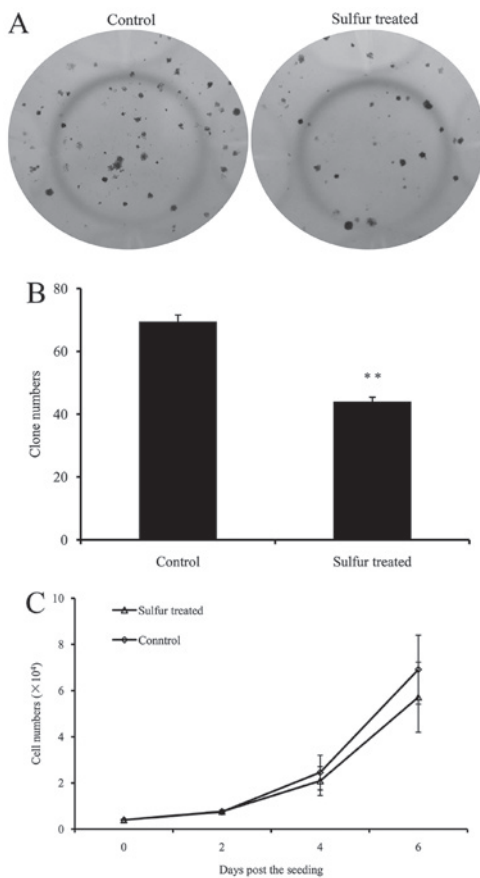 A
Control
Sulfur treated
B
80
60
40
20
0
Clone numbers
**
Control
Sulfur treated
C
10
8
6
4
2
0
Cell numbers (×10⁴)
Sulfur treated
Conntrol
0
2
4
6
Days post the seeding